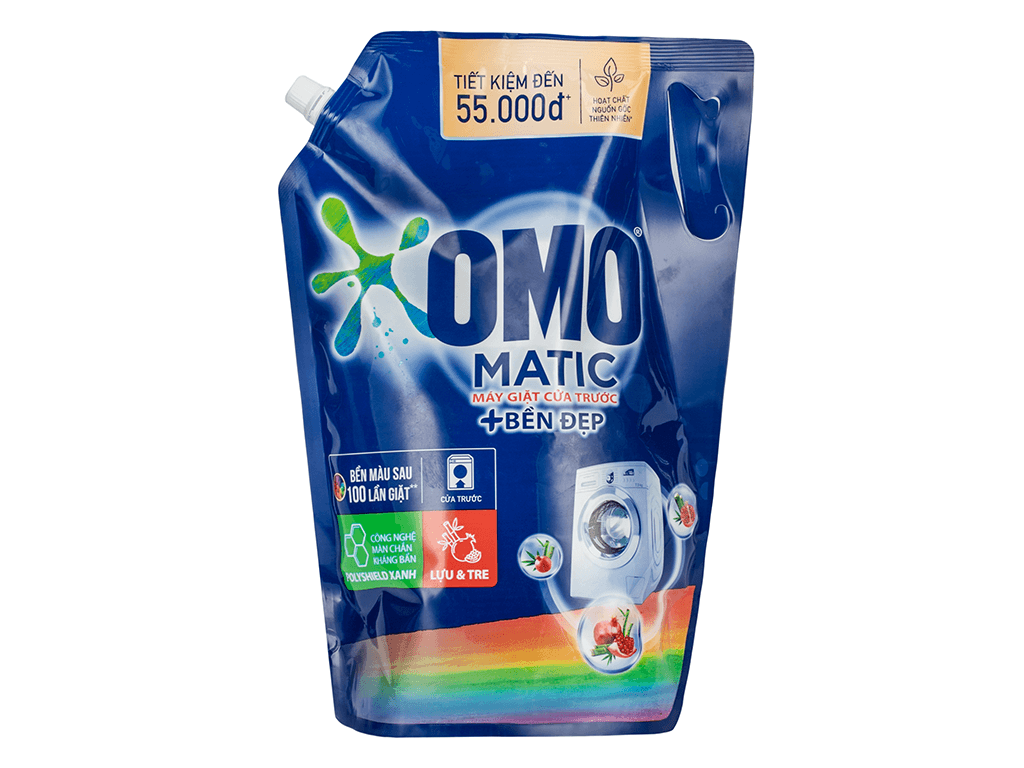 TIẾT KIỆM ĐẾN
55.000đ+
HOẠT CHẤT
NGUỒN GỐC
THIÊN NHIÊN*
OMO®
MATIC
MÁY GIẶT CỬA TRƯỚC
+BỀN ĐẸP
BỀN MÀU SAU
100 LẦN GIẶT**
CỬA TRƯỚC
CÔNG NGHỆ
MÀN CHẮN
KHÁNG BẨN
POLYSHIELD XANH
LỰU & TRE